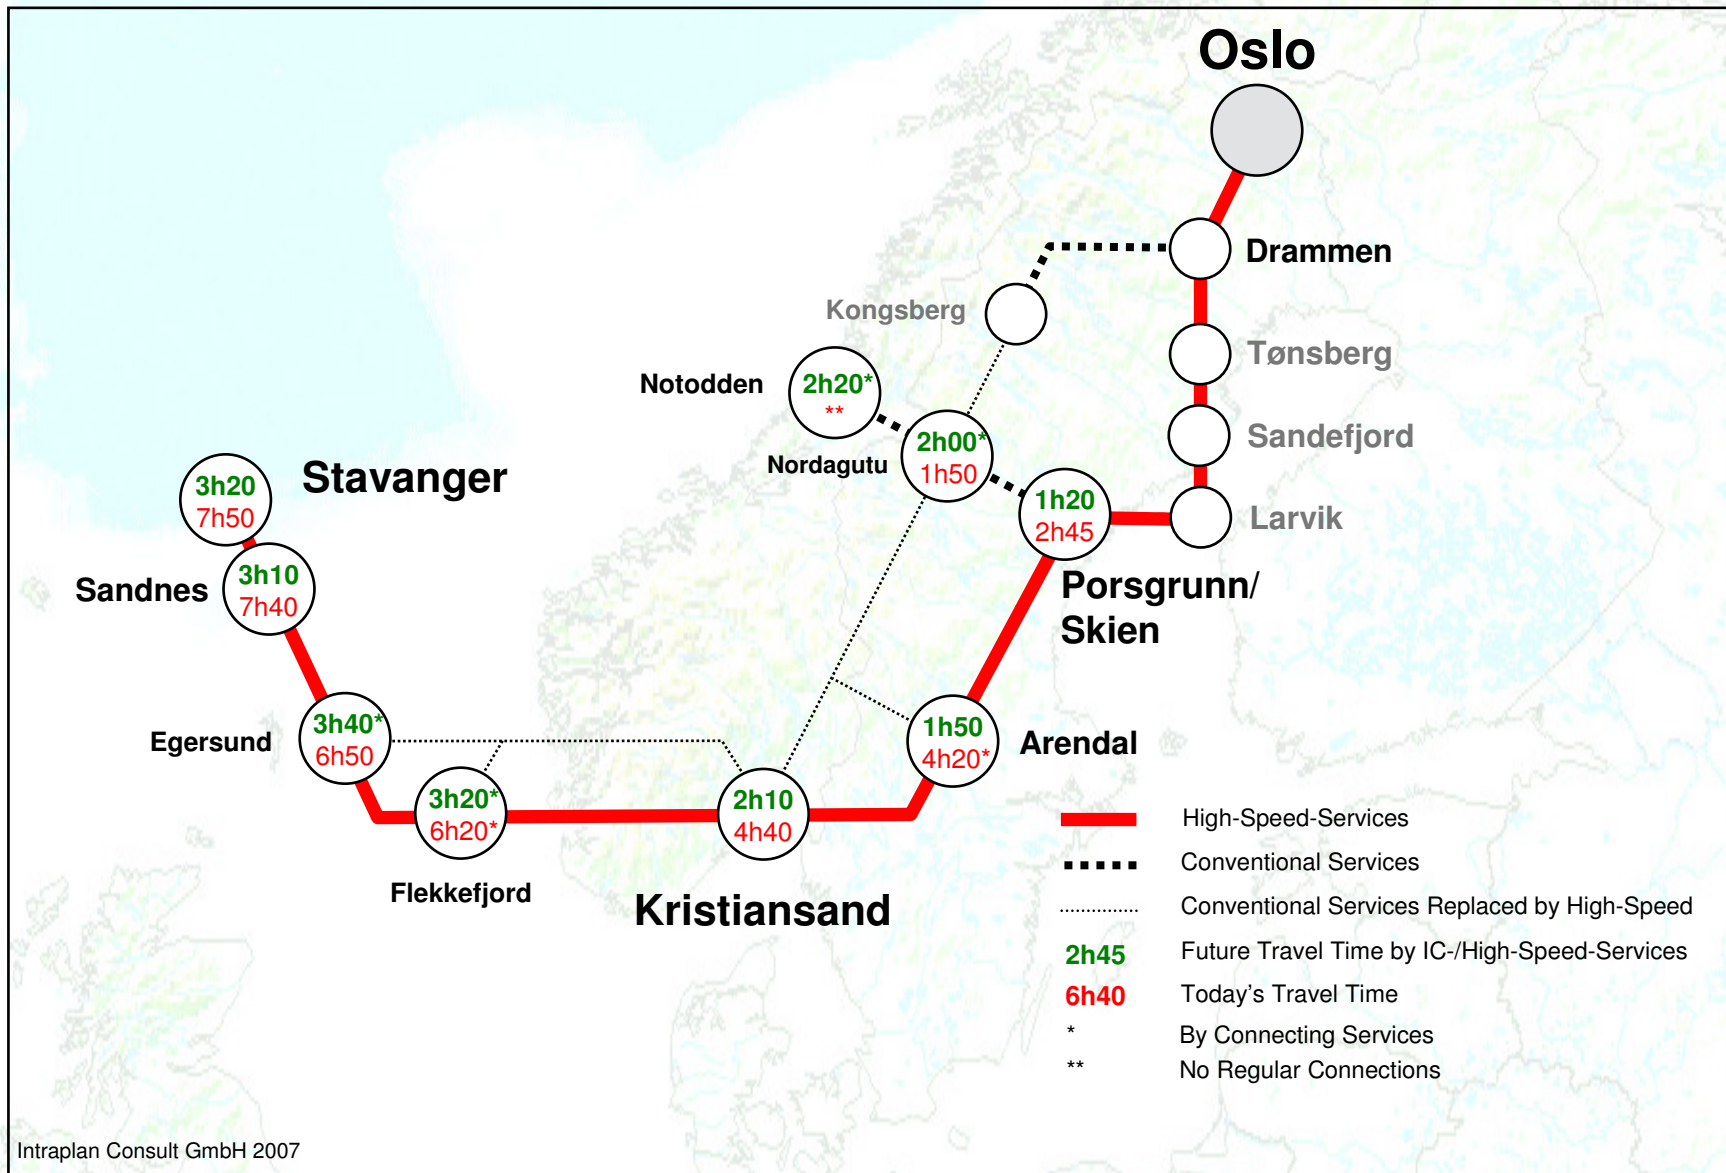 Oslo
Drammen
Kongsberg
Tønsberg
Notodden
2h20*
**
Sandefjord
Nordagutu
2h00*
1h50
Stavanger
3h20
7h50
1h20
2h45
Larvik
Sandnes
3h10
7h40
Porsgrunn/
Skien
Egersund
3h40*
6h50
1h50
4h20*
Arendal
3h20*
6h20*
2h10
4h40
Flekkefjord
Kristiansand
High-Speed-Services
Conventional Services
Conventional Services Replaced by High-Speed
2h45 Future Travel Time by IC-/High-Speed-Services
6h40 Today's Travel Time
* By Connecting Services
** No Regular Connections
Intraplan Consult GmbH 2007